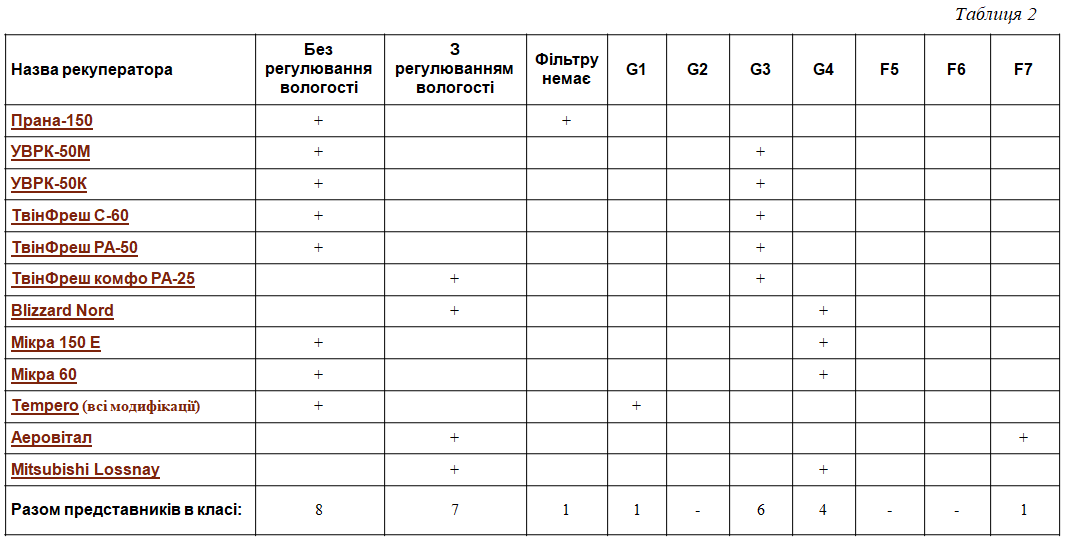 Таблиця 2
Назва рекуператора | Без регулювання вологості | З регулюванням вологості | Фільтру немає | G1 | G2 | G3 | G4 | F5 | F6 | F7
Прана-150 | + | | + | | | | | | |
УВРК-50М | + | | | | | + | | | |
УВРК-50К | + | | | | | + | | | |
ТвінФреш С-60 | + | | | | | + | | | |
ТвінФреш РА-50 | + | | | | | + | | | |
ТвінФреш комфо РА-25 | | + | | | | + | | | |
Blizzard Nord | | + | | | | | + | | |
Мікра 150 Е | + | | | | | | + | | |
Мікра 60 | + | | | | | | + | | |
Tempero (всі модифікації) | + | | | + | | | | | |
Аеровітал | | + | | | | | | | | +
Mitsubishi Lossnay | | + | | | | | + | | |
Разом представників в класі: | 8 | 7 | 1 | 1 | - | 6 | 4 | - | - | 1